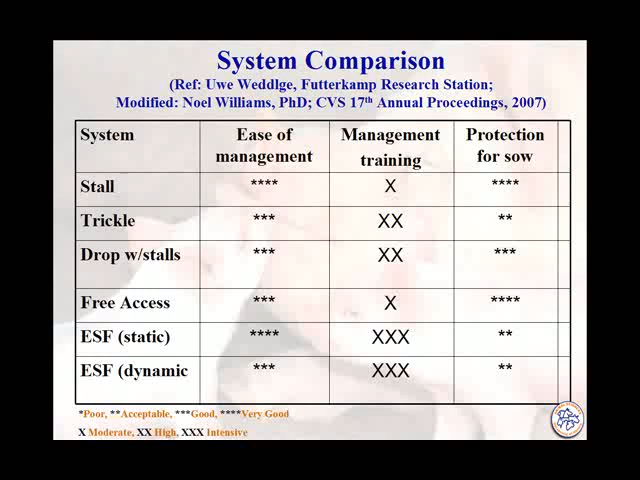 System Comparison
(Ref: Uwe Weddlge, Futterkamp Research Station;
Modified: Noel Williams, PhD; CVS 17th Annual Proceedings, 2007)
System Ease of management Management training Protection for sow
Stall **** X ****
Trickle *** XX **
Drop w/stalls *** XX ***
Free Access *** X ****
ESF (static) **** XXX **
ESF (dynamic *** XXX **
*Poor, **Acceptable, ***Good, ****Very Good
X Moderate, XX High, XXX Intensive